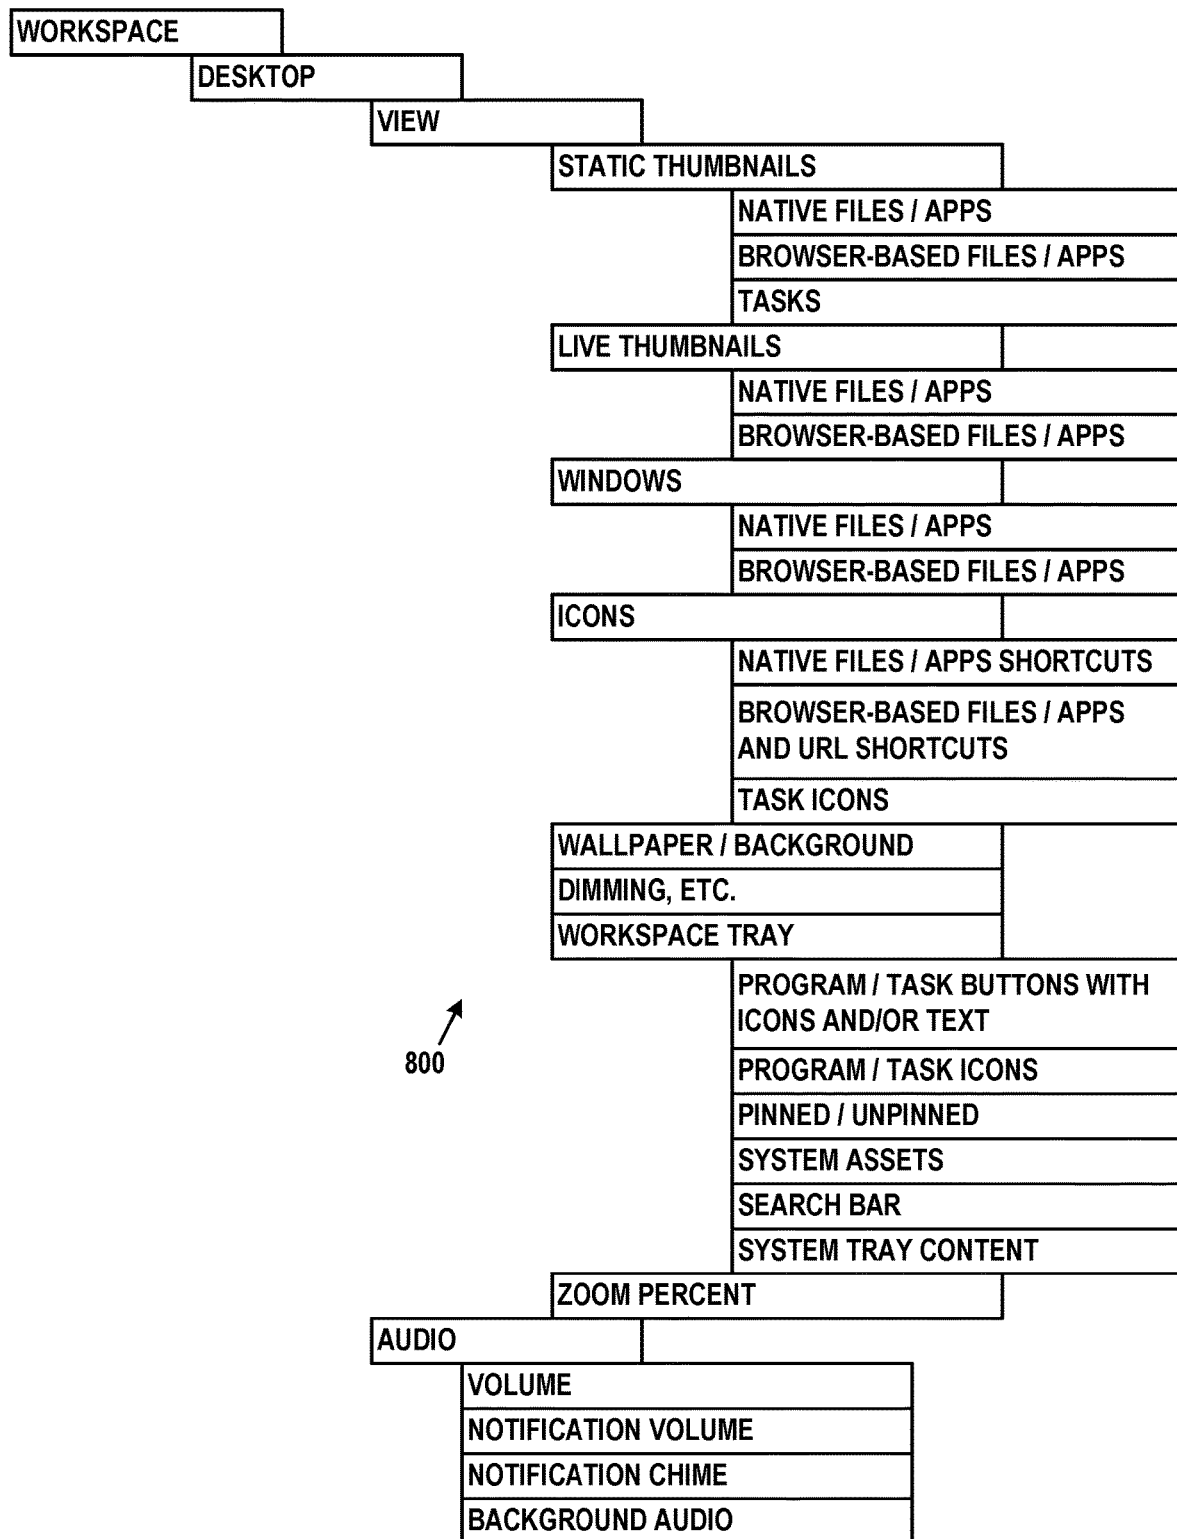 WORKSPACE
DESKTOP
VIEW
STATIC THUMBNAILS
NATIVE FILES / APPS
BROWSER-BASED FILES / APPS
TASKS
LIVE THUMBNAILS
NATIVE FILES / APPS
BROWSER-BASED FILES / APPS
WINDOWS
NATIVE FILES / APPS
BROWSER-BASED FILES / APPS
ICONS
NATIVE FILES / APPS SHORTCUTS
BROWSER-BASED FILES / APPS
AND URL SHORTCUTS
TASK ICONS
WALLPAPER / BACKGROUND
DIMMING, ETC.
WORKSPACE TRAY
PROGRAM / TASK BUTTONS WITH
ICONS AND/OR TEXT
800
PROGRAM / TASK ICONS
PINNED / UNPINNED
SYSTEM ASSETS
SEARCH BAR
SYSTEM TRAY CONTENT
ZOOM PERCENT
AUDIO
VOLUME
NOTIFICATION VOLUME
NOTIFICATION CHIME
BACKGROUND AUDIO